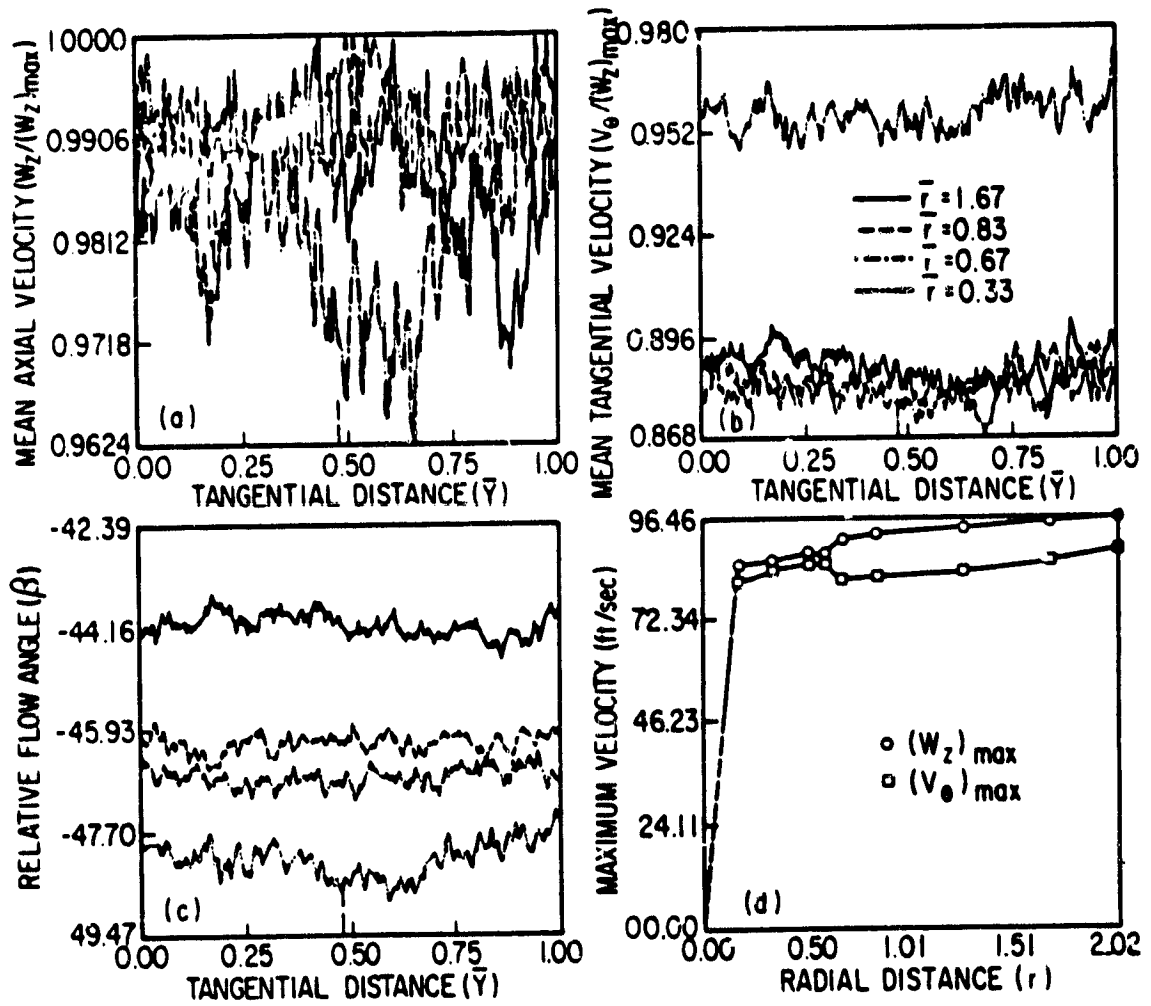 MEAN AXIAL VELOCITY (W_z/(W_z)_max)
10000
0.9906
0.9812
0.9718
0.9624
(a)
0.00 0.25 0.50 0.75 1.00
TANGENTIAL DISTANCE (Y̅)
MEAN TANGENTIAL VELOCITY (V_θ/(W_z)_max)
0.980
0.952
0.924
0.896
0.868
r̅ = 1.67
r̅ = 0.83
r̅ = 0.67
r̅ = 0.33
(b)
0.00 0.25 0.50 0.75 1.00
TANGENTIAL DISTANCE (Y̅)
RELATIVE FLOW ANGLE (β)
-42.39
-44.16
-45.93
-47.70
49.47
(c)
0.00 0.25 0.50 0.75 1.00
TANGENTIAL DISTANCE (Y̅)
MAXIMUM VELOCITY (ft/sec)
96.46
72.34
46.23
24.11
00.00
(W_z)_max
(V_θ)_max
(d)
0.00 0.50 1.01 1.51 2.02
RADIAL DISTANCE (r)